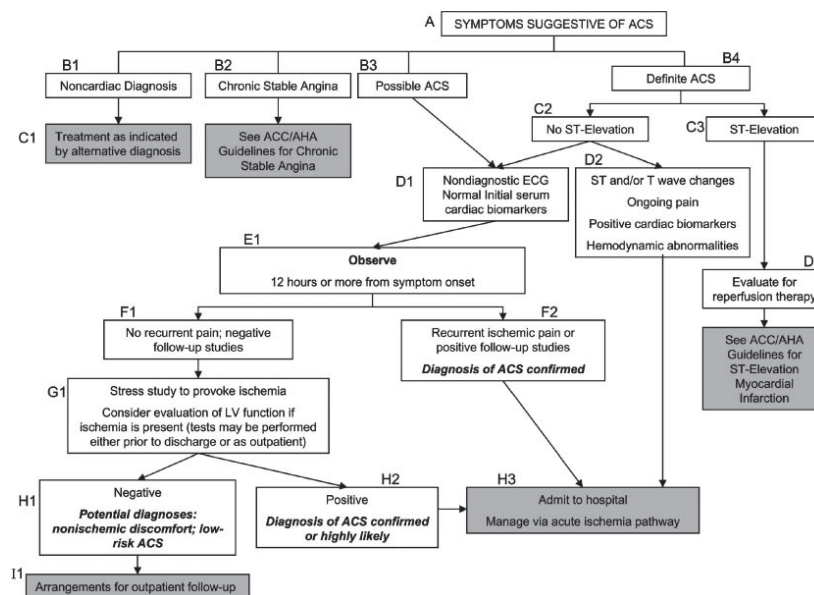 A
SYMPTOMS SUGGESTIVE OF ACS
B1
Noncardiac Diagnosis
B2
Chronic Stable Angina
B3
Possible ACS
B4
Definite ACS
C1
Treatment as indicated
by alternative diagnosis
See ACC/AHA
Guidelines for Chronic
Stable Angina
C2
No ST-Elevation
C3
ST-Elevation
D1
Nondiagnostic ECG
Normal Initial serum
cardiac biomarkers
D2
ST and/or T wave changes
Ongoing pain
Positive cardiac biomarkers
Hemodynamic abnormalities
E1
Observe
12 hours or more from symptom onset
D
Evaluate for
reperfusion therapy
See ACC/AHA
Guidelines for
ST-Elevation
Myocardial
Infarction
F1
No recurrent pain; negative
follow-up studies
F2
Recurrent ischemic pain or
positive follow-up studies
Diagnosis of ACS confirmed
G1
Stress study to provoke ischemia
Consider evaluation of LV function if
ischemia is present (tests may be performed
either prior to discharge or as outpatient)
H1
Negative
Potential diagnoses:
nonischemic discomfort; low-
risk ACS
H2
Positive
Diagnosis of ACS confirmed
or highly likely
H3
Admit to hospital
Manage via acute ischemia pathway
I1
Arrangements for outpatient follow-up